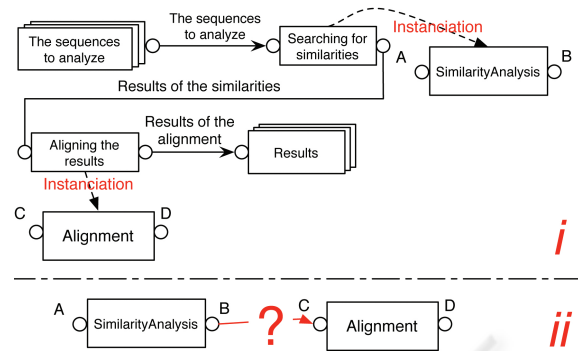 The sequences
to analyze
The sequences
to analyze
Searching for
similarities
Instanciation
A
SimilarityAnalysis
B
Results of the similarities
Aligning the
results
Results of the
alignment
Results
Instanciation
C
Alignment
D
i
A
SimilarityAnalysis
B
?
C
Alignment
D
ii